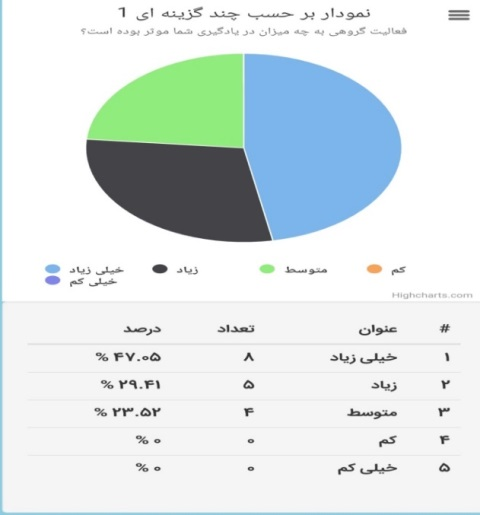 نمودار بر حسب چند گزینه ای 1
فعالیت گروهی به چه میزان در یادگیری شما موثر بوده است؟
خیلی زیاد زیاد متوسط کم
خیلی کم
Highcharts.com
# عنوان تعداد درصد
۱ خیلی زیاد ۸ ۴۷.۰۵ %
۲ زیاد ۵ ۲۹.۴۱ %
۳ متوسط ۴ ۲۳.۵۲ %
۴ کم ۰ ۰ %
۵ خیلی کم ۰ ۰ %